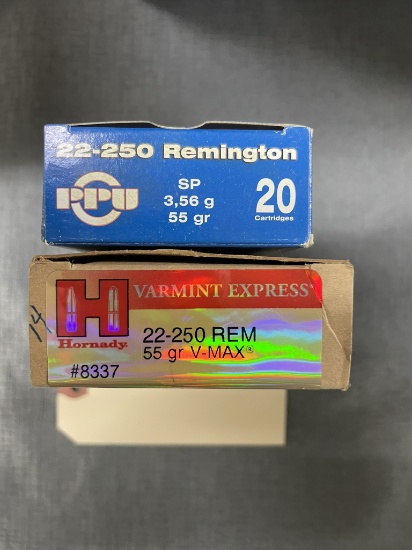 22-250 Remington
PPU
SP
3,56 g
55 gr
20
Cartridges
H
VARMINT EXPRESS®
14
Hornady®
22-250 REM
55 gr V-MAX®
#8337